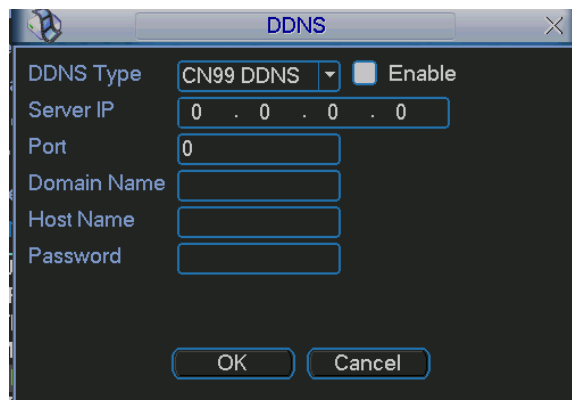 DDNS
DDNS Type CN99 DDNS Enable
Server IP 0 . 0 . 0 . 0
Port 0
Domain Name
Host Name
Password
OK Cancel